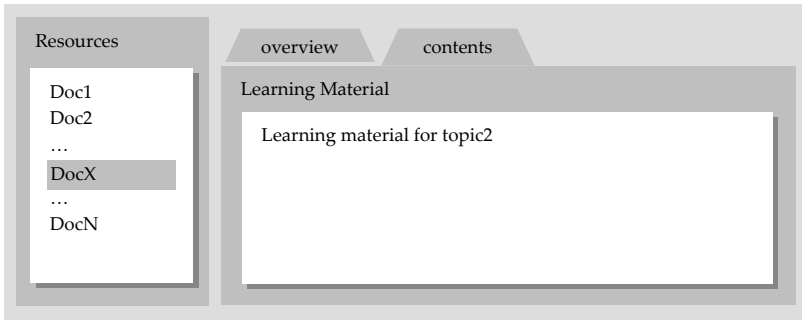 Resources
Doc1
Doc2
…
DocX
…
DocN
overview
contents
Learning Material
Learning material for topic2